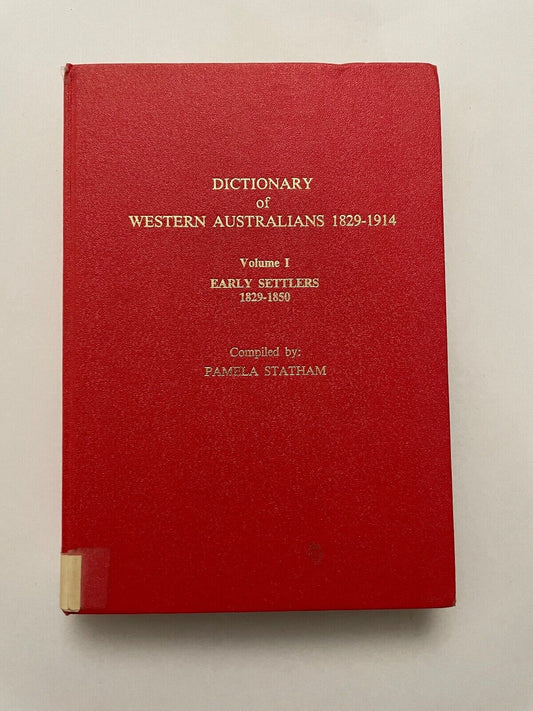 DICTIONARY
of
WESTERN AUSTRALIANS 1829-1914
Volume I
EARLY SETTLERS
1829-1850
Compiled by:
PAMELA STATHAM